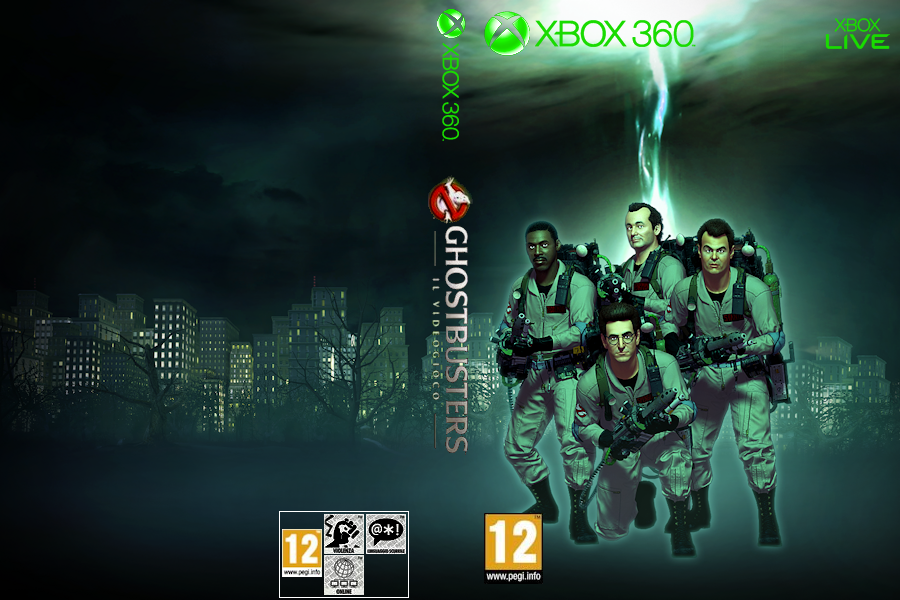 XBOX 360
GHOSTBUSTERS
IL VIDEOGIOCO
XBOX 360
XBOX
LIVE
12
www.pegi.info
VIOLENZA
@*!
LINGUAGGIO SCURRILE
ONLINE
12
www.pegi.info